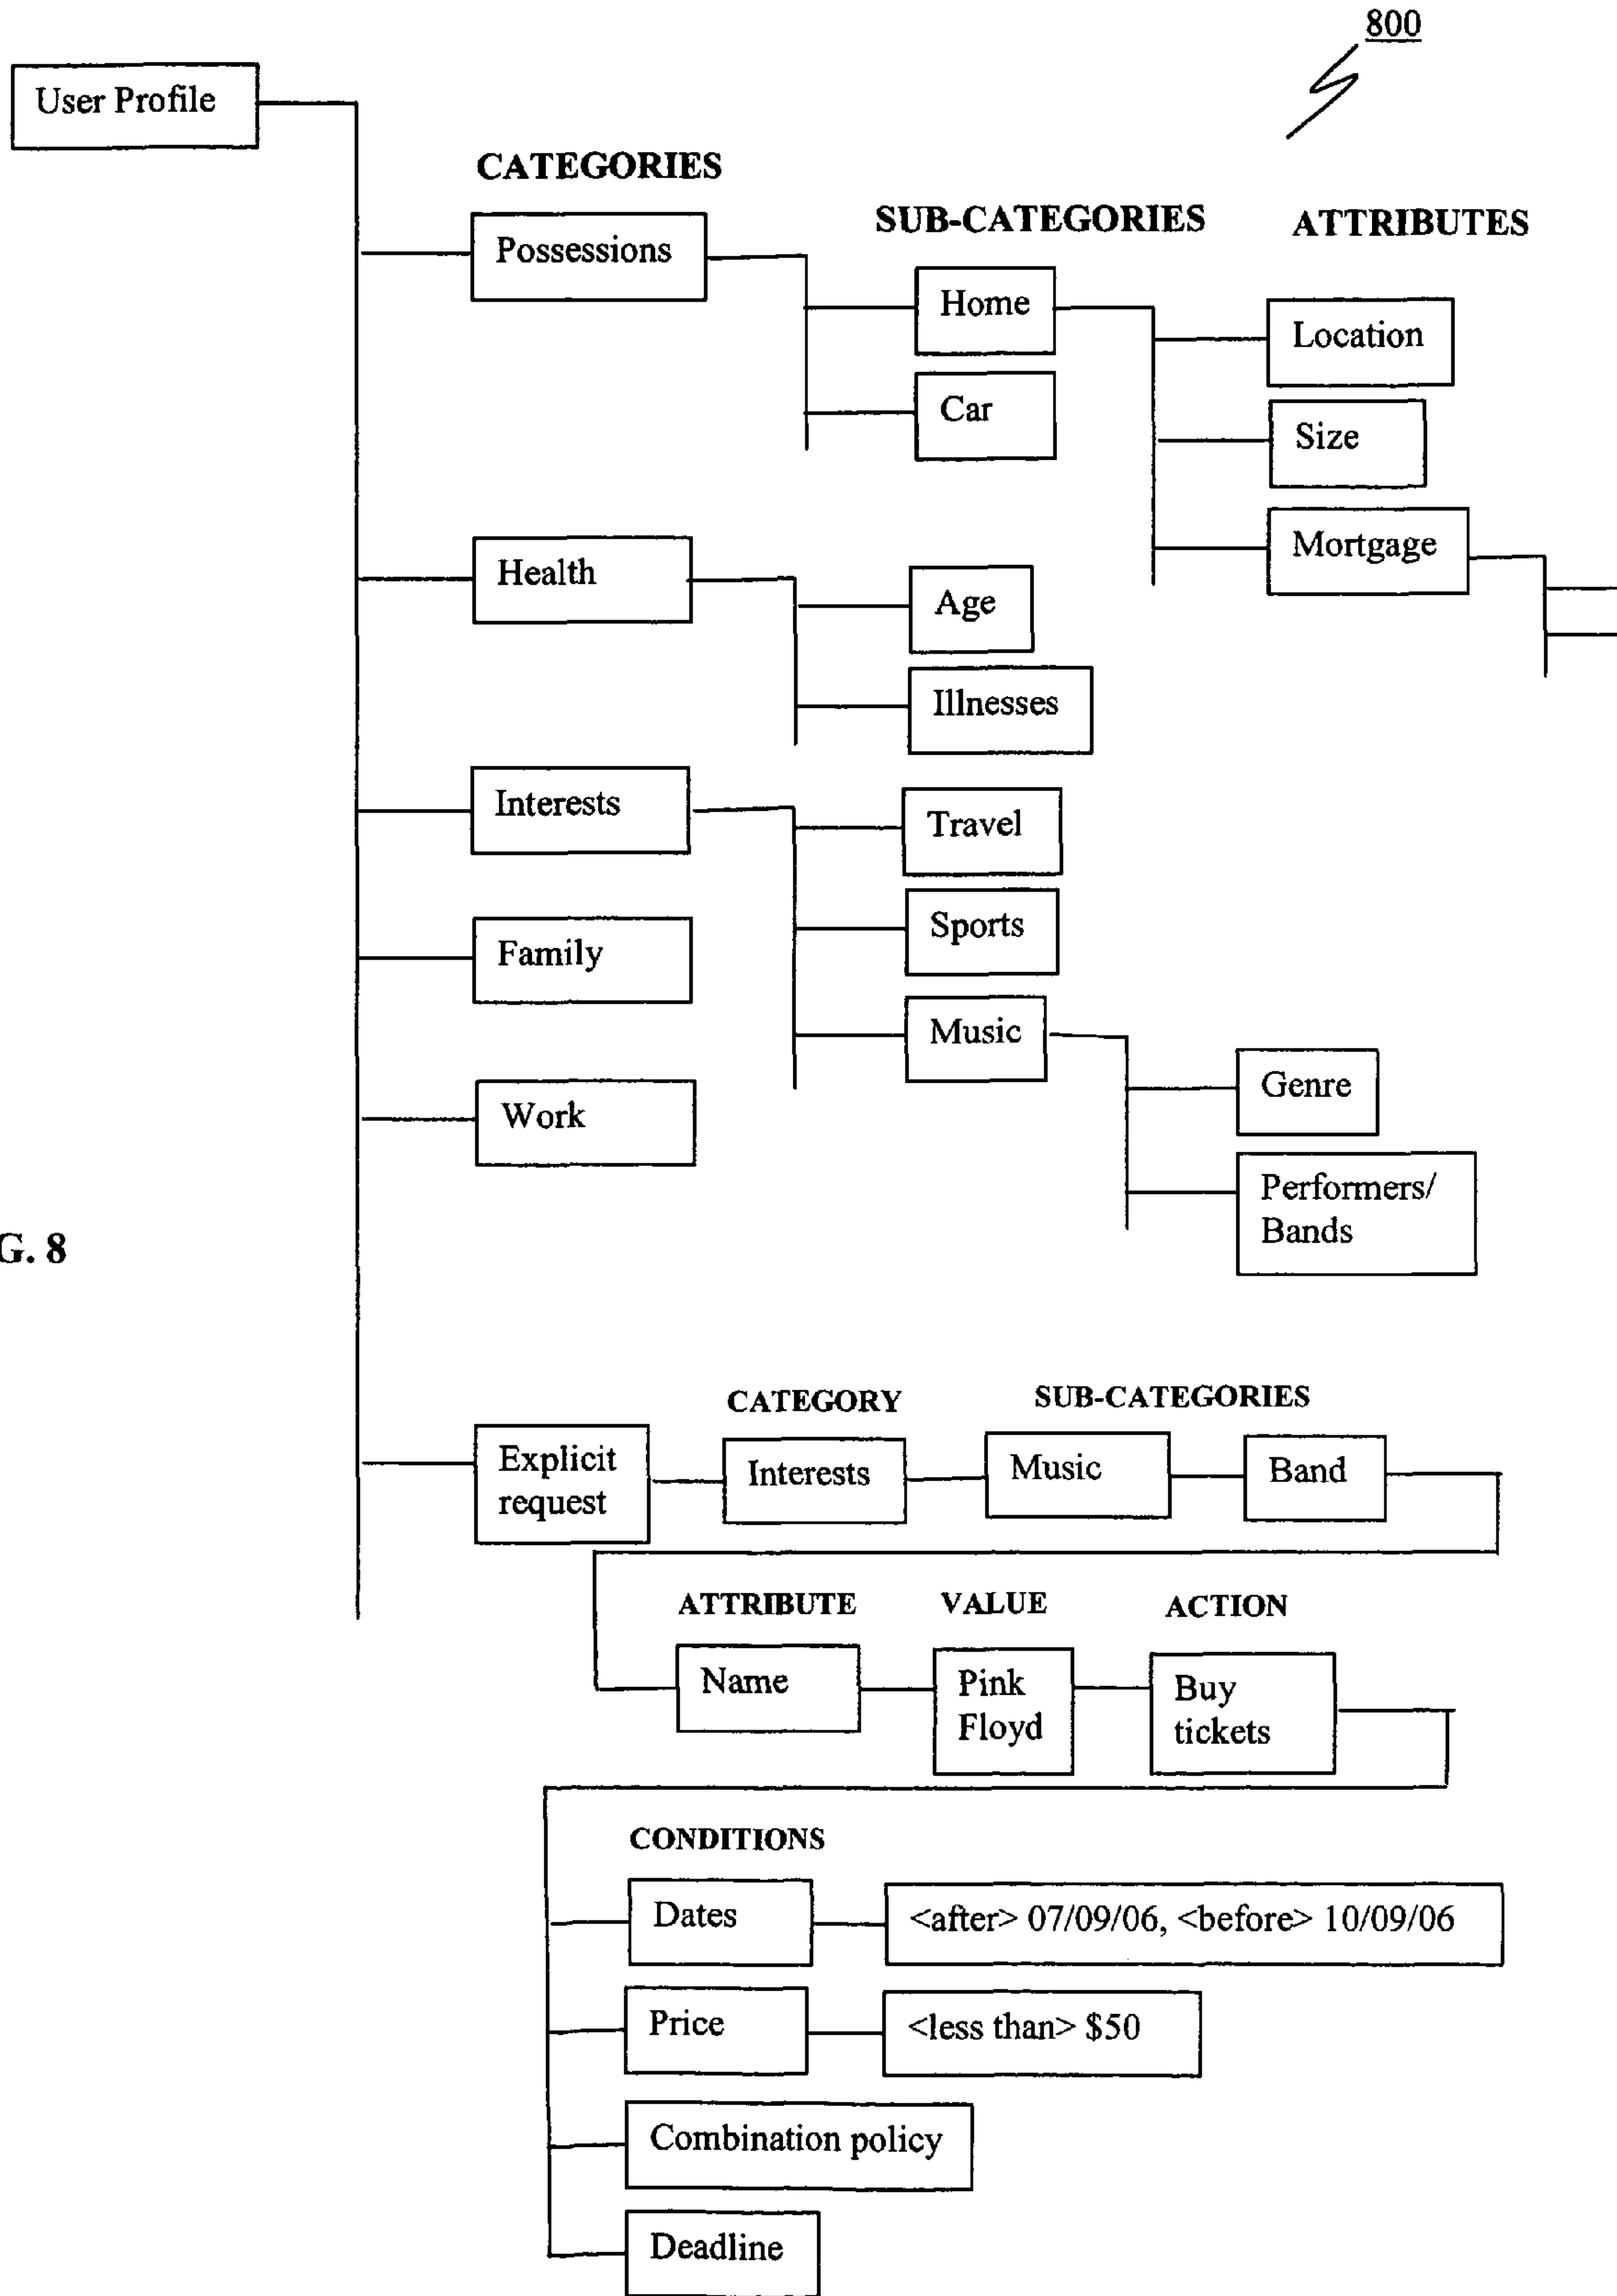 800
User Profile
CATEGORIES
SUB-CATEGORIES
ATTRIBUTES
Possessions
Home
Location
Car
Size
Mortgage
Health
Age
Illnesses
Interests
Travel
Sports
Family
Music
Genre
Work
Performers/
Bands
G. 8
CATEGORY
SUB-CATEGORIES
Explicit
request
Interests
Music
Band
ATTRIBUTE
VALUE
ACTION
Name
Pink
Floyd
Buy
tickets
CONDITIONS
Dates
<after> 07/09/06, <before> 10/09/06
Price
<less than> $50
Combination policy
Deadline